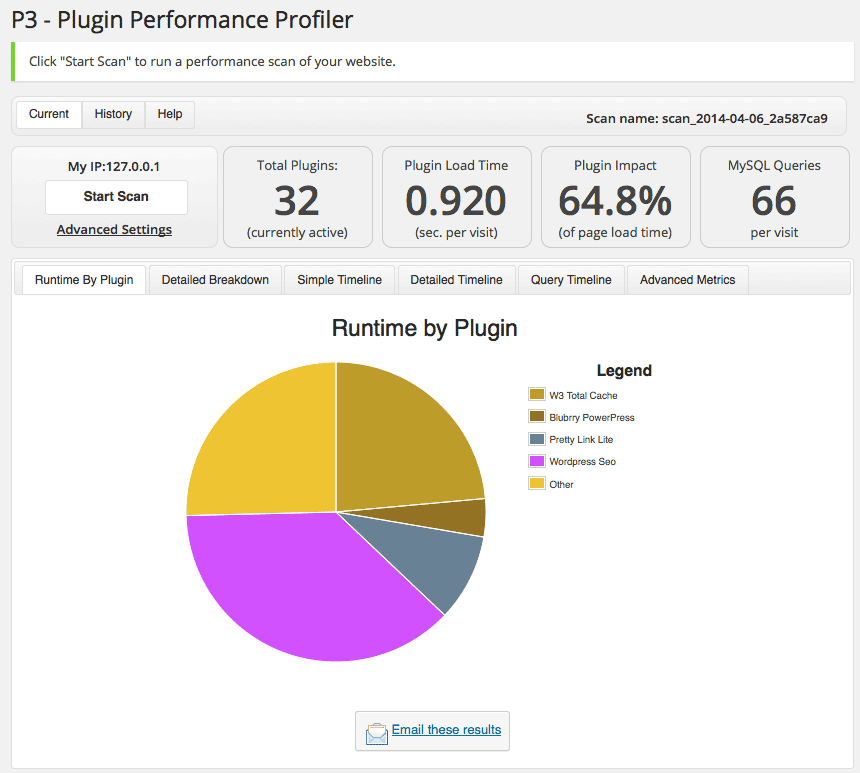 P3 - Plugin Performance Profiler
Click "Start Scan" to run a performance scan of your website.
Current History Help
Scan name: scan_2014-04-06_2a587ca9
My IP:127.0.0.1
Start Scan
Advanced Settings
Total Plugins:
32
(currently active)
Plugin Load Time
0.920
(sec. per visit)
Plugin Impact
64.8%
(of page load time)
MySQL Queries
66
per visit
Runtime By Plugin Detailed Breakdown Simple Timeline Detailed Timeline Query Timeline Advanced Metrics
Runtime by Plugin
Legend
W3 Total Cache
Blubrry PowerPress
Pretty Link Lite
Wordpress Seo
Other
Email these results